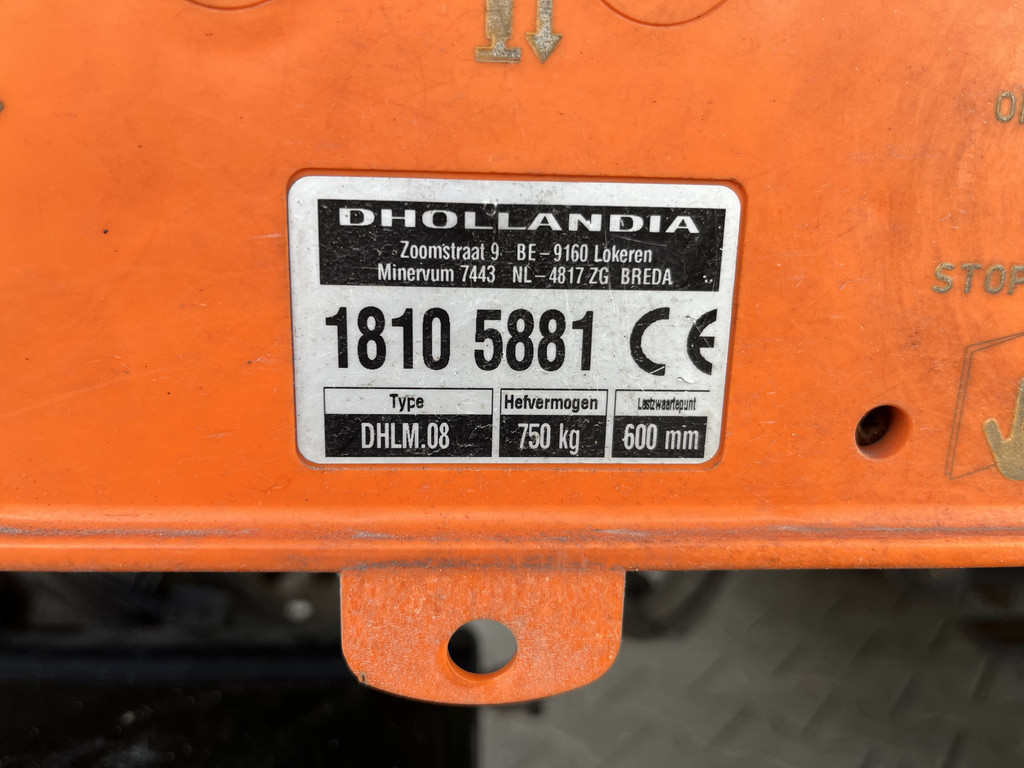 DHOLLANDIA
Zoomstraat 9 BE-9160 Lokeren
Minervum 7443 NL-4817 ZG BREDA
1810 5881 CE
Type Hefvermogen Lastzwaartepunt
DHLM.08 750 kg 600 mm
STOP